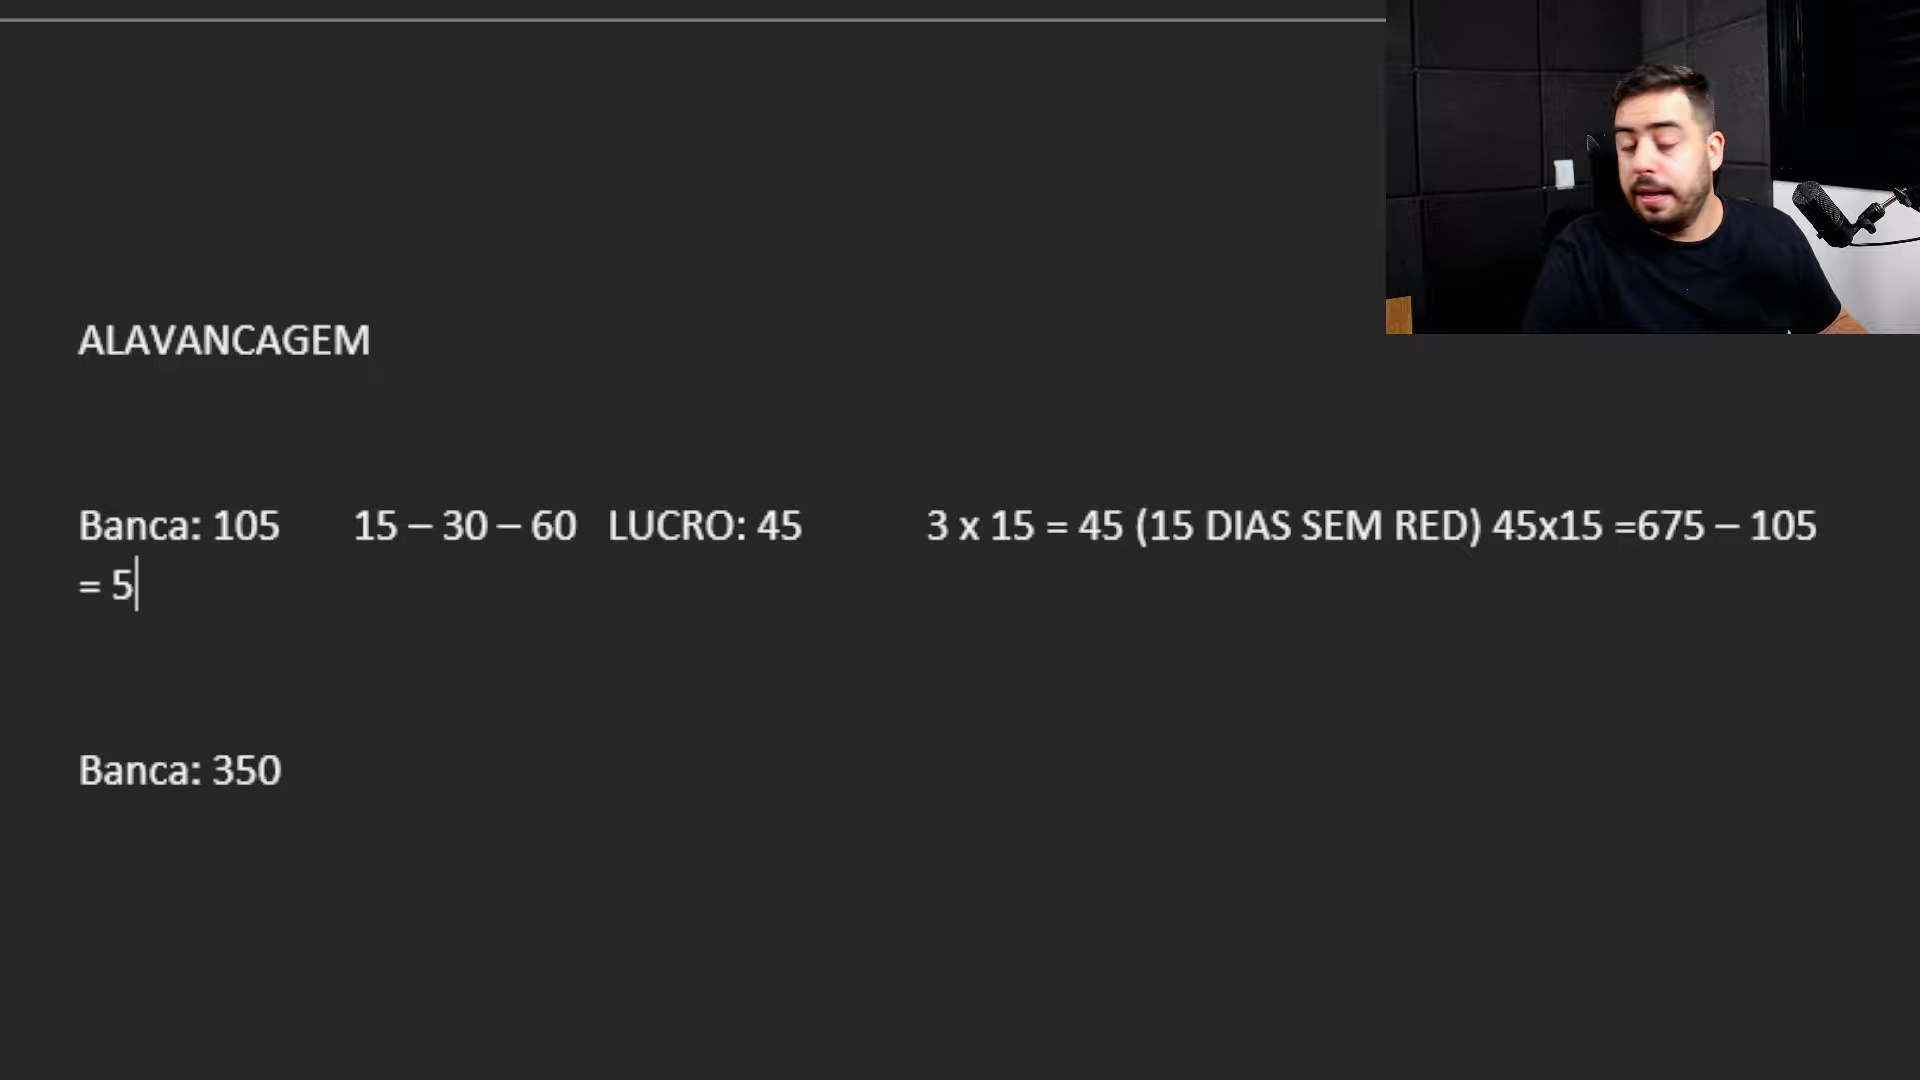 ALAVANCAGEM
Banca: 105 15 – 30 – 60 LUCRO: 45 3 x 15 = 45 (15 DIAS SEM RED) 45x15 =675 – 105
= 5
Banca: 350